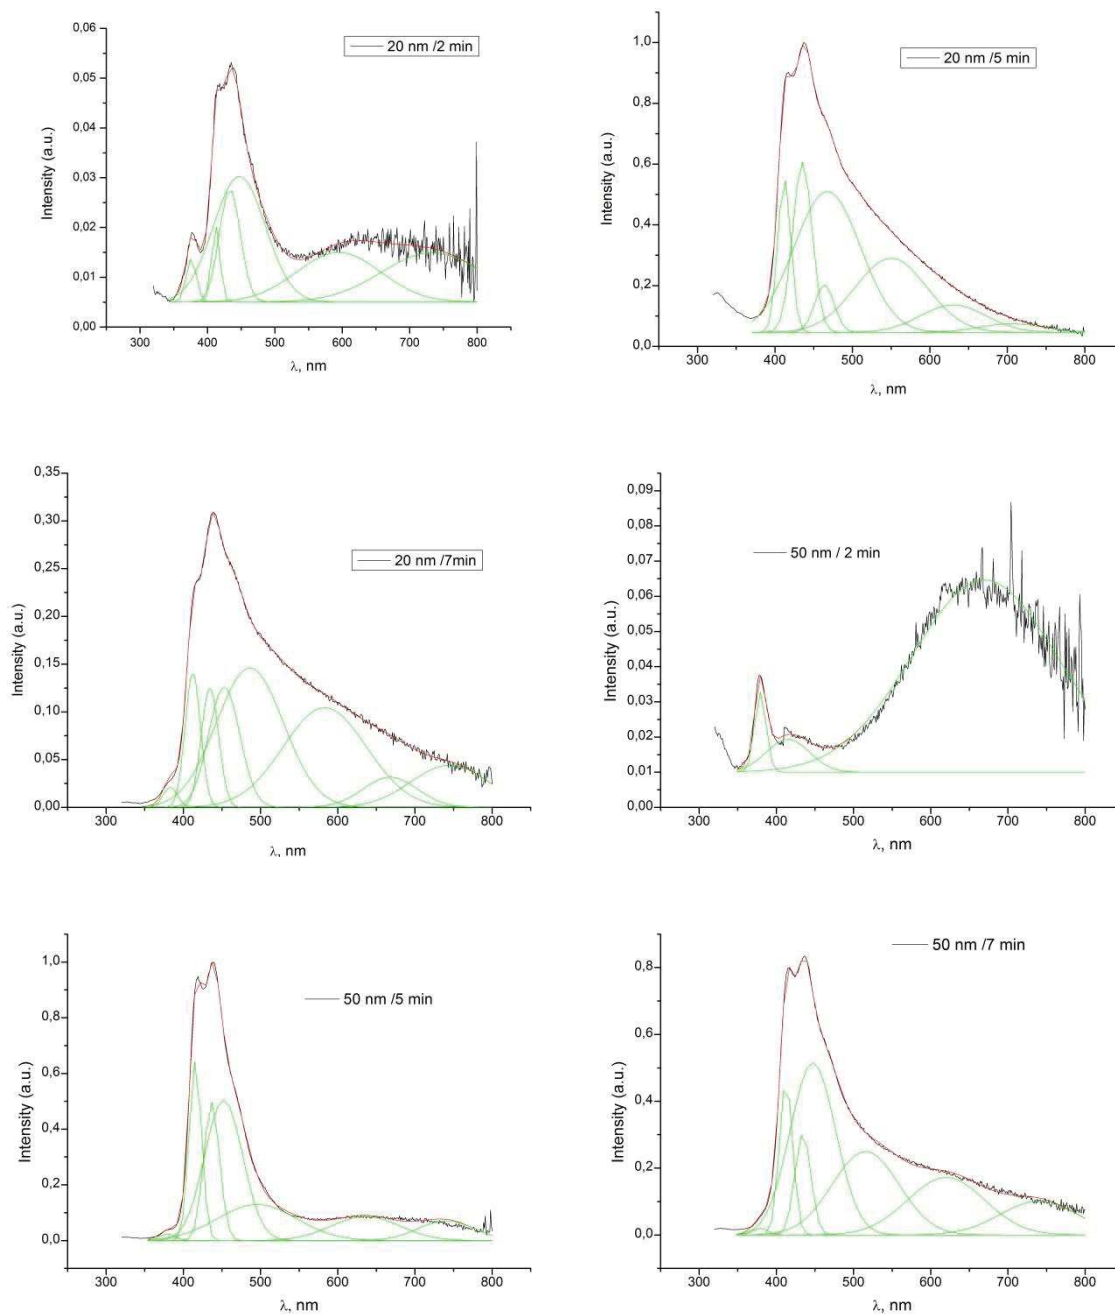 0,06
0,05
0,04
0,03
0,02
0,01
0,00
Intensity (a.u.)
20 nm /2 min
300 400 500 600 700 800
λ, nm
1,0
0,8
0,6
0,4
0,2
0,0
Intensity (a.u.)
20 nm /5 min
300 400 500 600 700 800
λ, nm
0,35
0,30
0,25
0,20
0,15
0,10
0,05
0,00
Intensity (a.u.)
20 nm /7min
300 400 500 600 700 800
λ, nm
0,09
0,08
0,07
0,06
0,05
0,04
0,03
0,02
0,01
0,00
Intensity (a.u.)
50 nm / 2 min
300 400 500 600 700 800
λ, nm
1,0
0,8
0,6
0,4
0,2
0,0
Intensity (a.u.)
50 nm /5 min
300 400 500 600 700 800
λ, nm
0,8
0,6
0,4
0,2
0,0
Intensity (a.u.)
50 nm /7 min
300 400 500 600 700 800
λ, nm